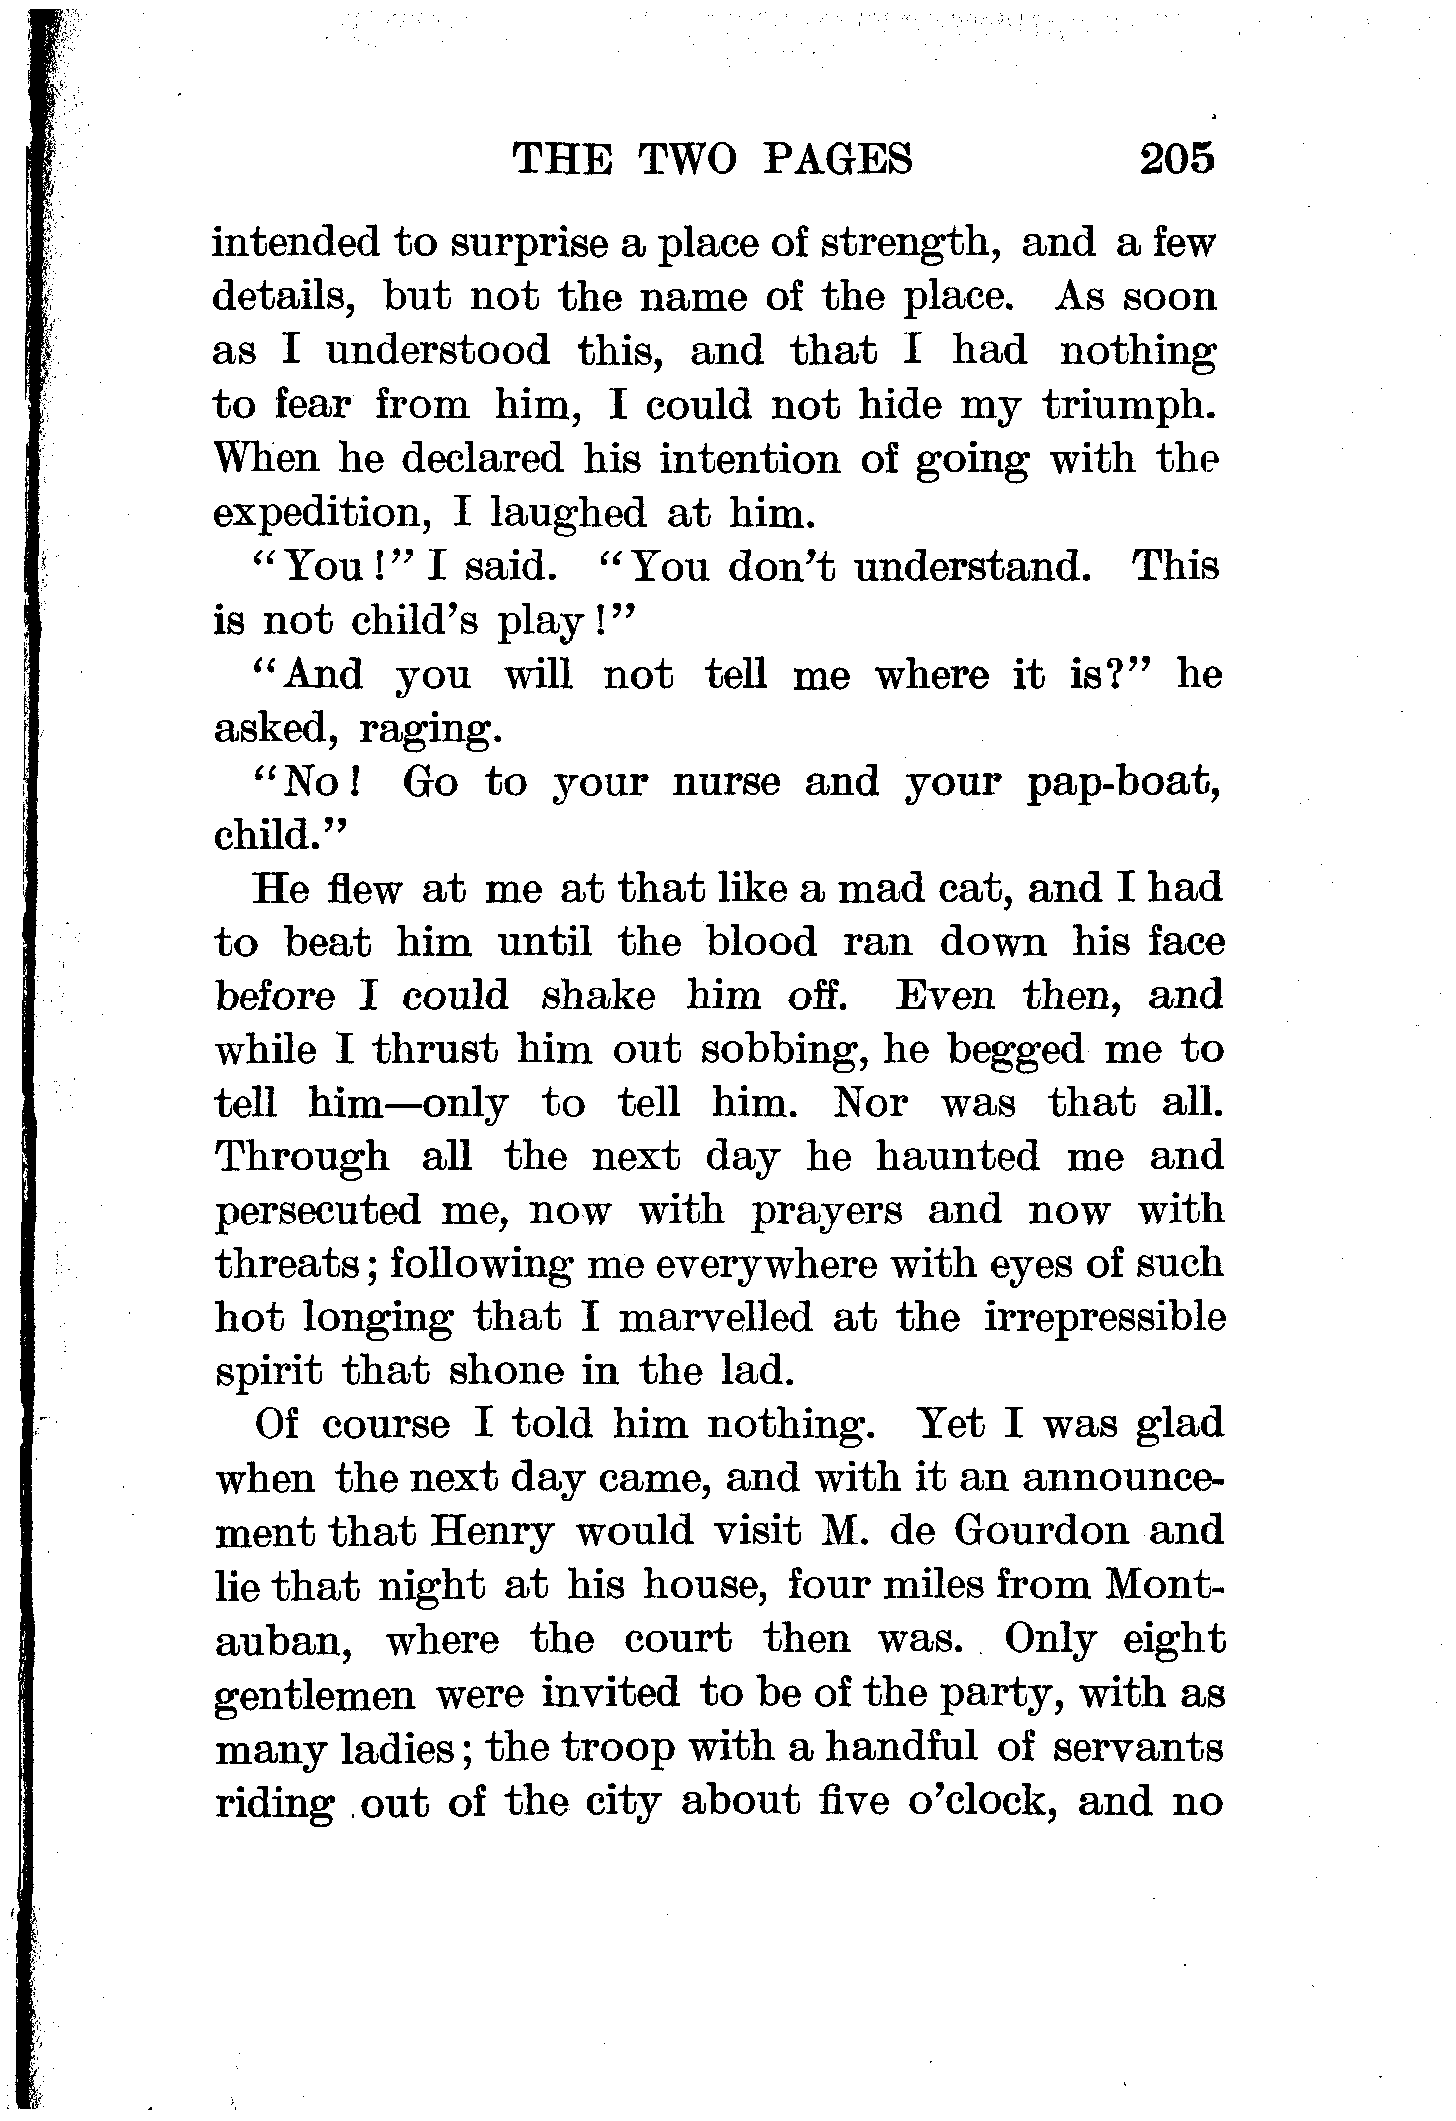 THE TWO PAGES 205
intended to surprise a place of strength, and a few
details, but not the name of the place. As soon
as I understood this, and that I had nothing
to fear from him, I could not hide my triumph.
When he declared his intention of going with the
expedition, I laughed at him.
“You!” I said. “You don’t understand. This
is not child’s play!”
“And you will not tell me where it is?” he
asked, raging.
“No! Go to your nurse and your pap-boat,
child.”
He flew at me at that like a mad cat, and I had
to beat him until the blood ran down his face
before I could shake him off. Even then, and
while I thrust him out sobbing, he begged me to
tell him—only to tell him. Nor was that all.
Through all the next day he haunted me and
persecuted me, now with prayers and now with
threats; following me everywhere with eyes of such
hot longing that I marvelled at the irrepressible
spirit that shone in the lad.
Of course I told him nothing. Yet I was glad
when the next day came, and with it an announce-
ment that Henry would visit M. de Gourdon and
lie that night at his house, four miles from Mont-
auban, where the court then was. Only eight
gentlemen were invited to be of the party, with as
many ladies; the troop with a handful of servants
riding out of the city about five o’clock, and no